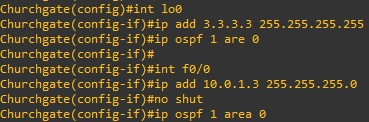 Churchgate(config)#int lo0
Churchgate(config-if)#ip add 3.3.3.3 255.255.255.255
Churchgate(config-if)#ip ospf 1 are 0
Churchgate(config-if)#
Churchgate(config-if)#int f0/0
Churchgate(config-if)#ip add 10.0.1.3 255.255.255.0
Churchgate(config-if)#no shut
Churchgate(config-if)#ip ospf 1 area 0